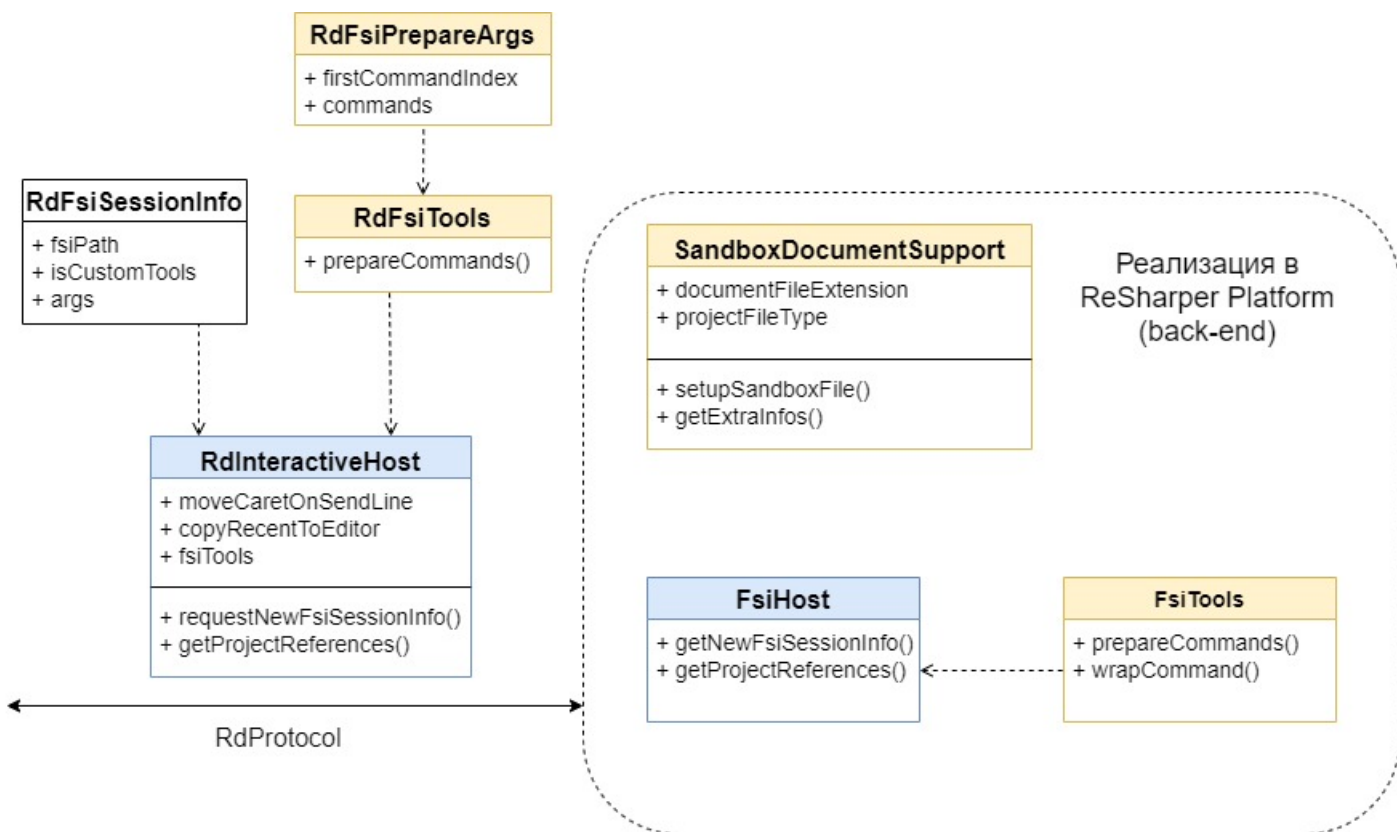 RdFsiPrepareArgs
+ firstCommandIndex
+ commands
RdFsiSessionInfo
+ fsiPath
+ isCustomTools
+ args
RdFsiTools
+ prepareCommands()
RdInteractiveHost
+ moveCaretOnSendLine
+ copyRecentToEditor
+ fsiTools
+ requestNewFsiSessionInfo()
+ getProjectReferences()
RdProtocol
SandboxDocumentSupport
+ documentFileExtension
+ projectFileType
+ setupSandboxFile()
+ getExtraInfos()
Реализация в
ReSharper Platform
(back-end)
FsiHost
+ getNewFsiSessionInfo()
+ getProjectReferences()
FsiTools
+ prepareCommands()
+ wrapCommand()